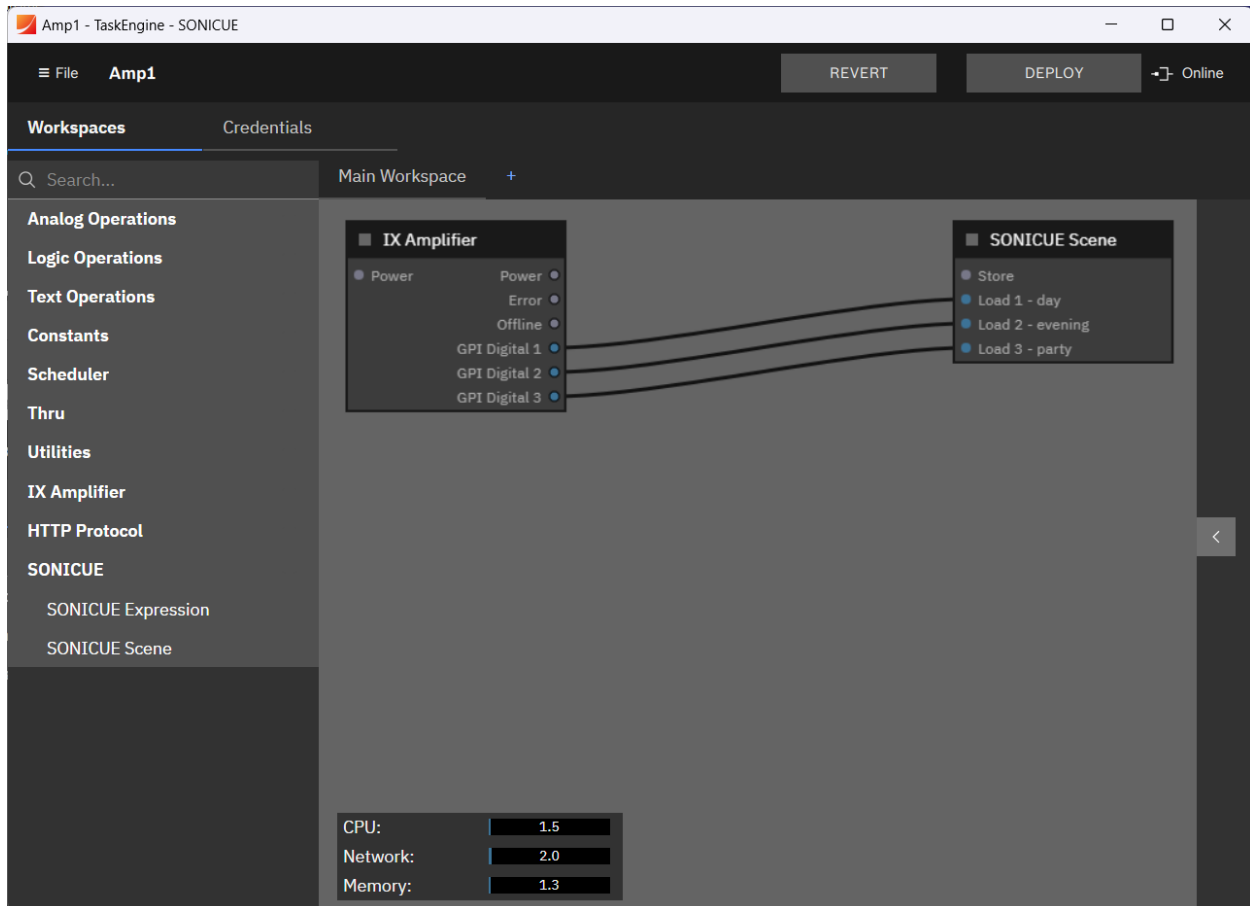 Amp1 - TaskEngine - SONICUE
≡ File Amp1 REVERT DEPLOY Online
Workspaces Credentials
Search...
Main Workspace +
Analog Operations
Logic Operations
Text Operations
Constants
Scheduler
Thru
Utilities
IX Amplifier
HTTP Protocol
SONICUE
SONICUE Expression
SONICUE Scene
IX Amplifier
Power Power
Error
Offline
GPI Digital 1
GPI Digital 2
GPI Digital 3
SONICUE Scene
Store
Load 1 - day
Load 2 - evening
Load 3 - party
CPU: 1.5
Network: 2.0
Memory: 1.3